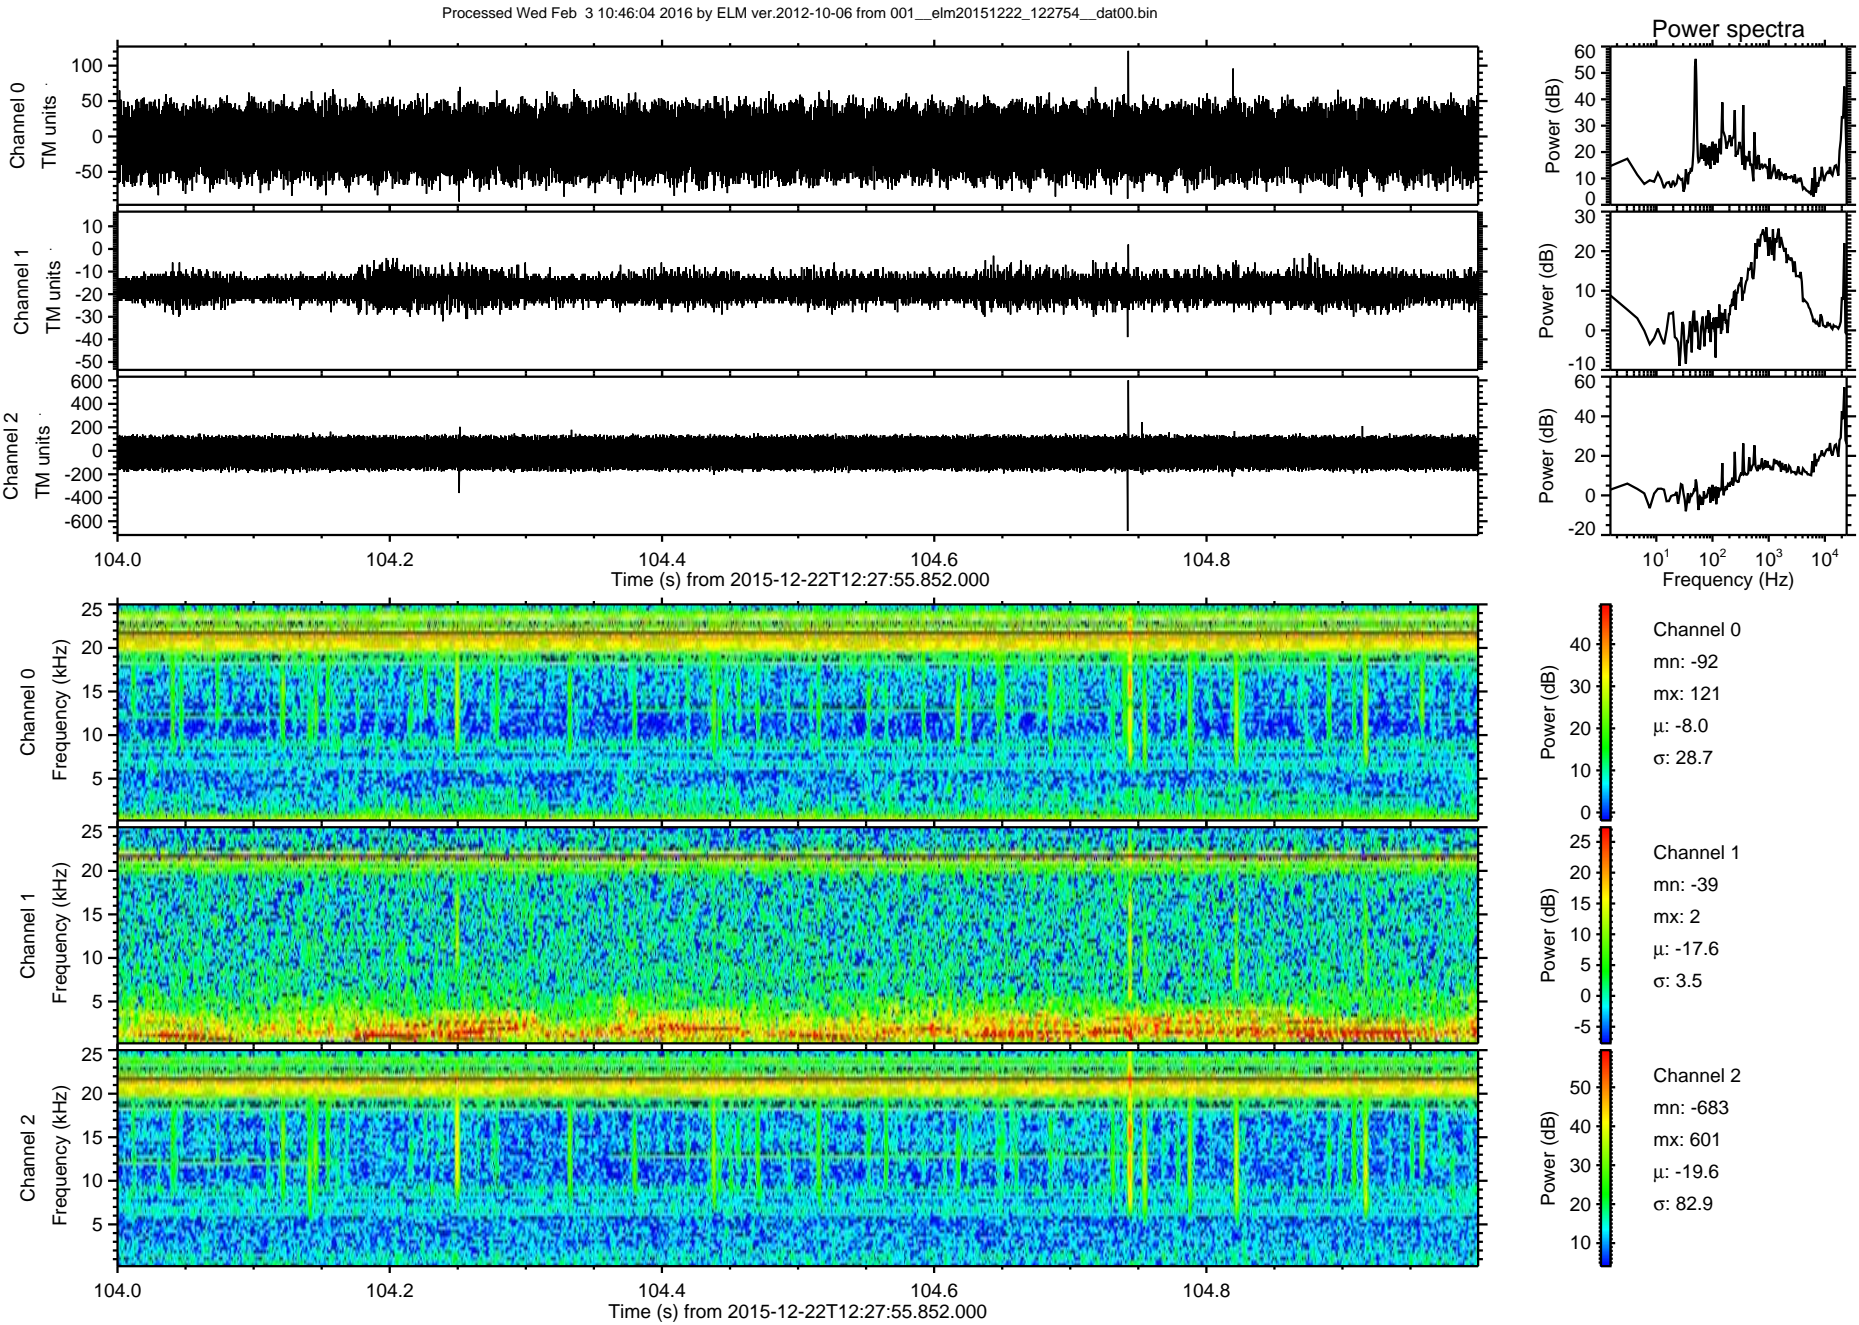 Processed Wed Feb  3 10:46:04 2016 by ELM ver.2012-10-06 from 001__elm20151222_122754__dat00.bin
Power spectra
Channel 0
TM units
100
50
0
-50
Power (dB)
60
50
40
30
20
10
0
Channel 1
TM units
10
0
-10
-20
-30
-40
-50
Power (dB)
30
20
10
0
-10
Channel 2
TM units
600
400
200
0
-200
-400
-600
Power (dB)
60
40
20
0
-20
104.0
104.2
104.4
104.6
104.8
Time (s) from 2015-12-22T12:27:55.852.000
10¹
10²
10³
10⁴
Frequency (Hz)
Channel 0
Frequency (kHz)
25
20
15
10
5
Power (dB)
40
30
20
10
0
Channel 0
mn: -92
mx: 121
μ: -8.0
σ: 28.7
Channel 1
Frequency (kHz)
25
20
15
10
5
Power (dB)
25
20
15
10
5
0
-5
Channel 1
mn: -39
mx: 2
μ: -17.6
σ: 3.5
Channel 2
Frequency (kHz)
25
20
15
10
5
Power (dB)
50
40
30
20
10
Channel 2
mn: -683
mx: 601
μ: -19.6
σ: 82.9
104.0
104.2
104.4
104.6
104.8
Time (s) from 2015-12-22T12:27:55.852.000